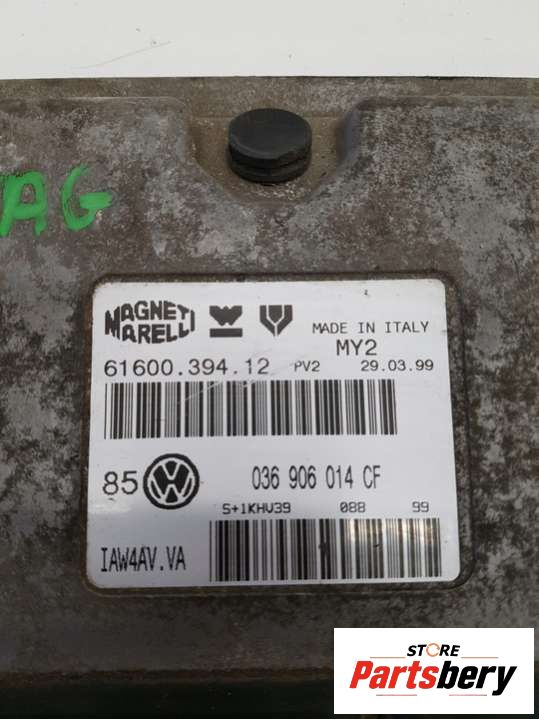 AG
MAGNETI
MARELLI
MADE IN ITALY
MY2
61600.394.12 PV2 29.03.99
85 036 906 014 CF
S+1KHV39 088 99
IAW4AV.VA
STORE
Partsbery